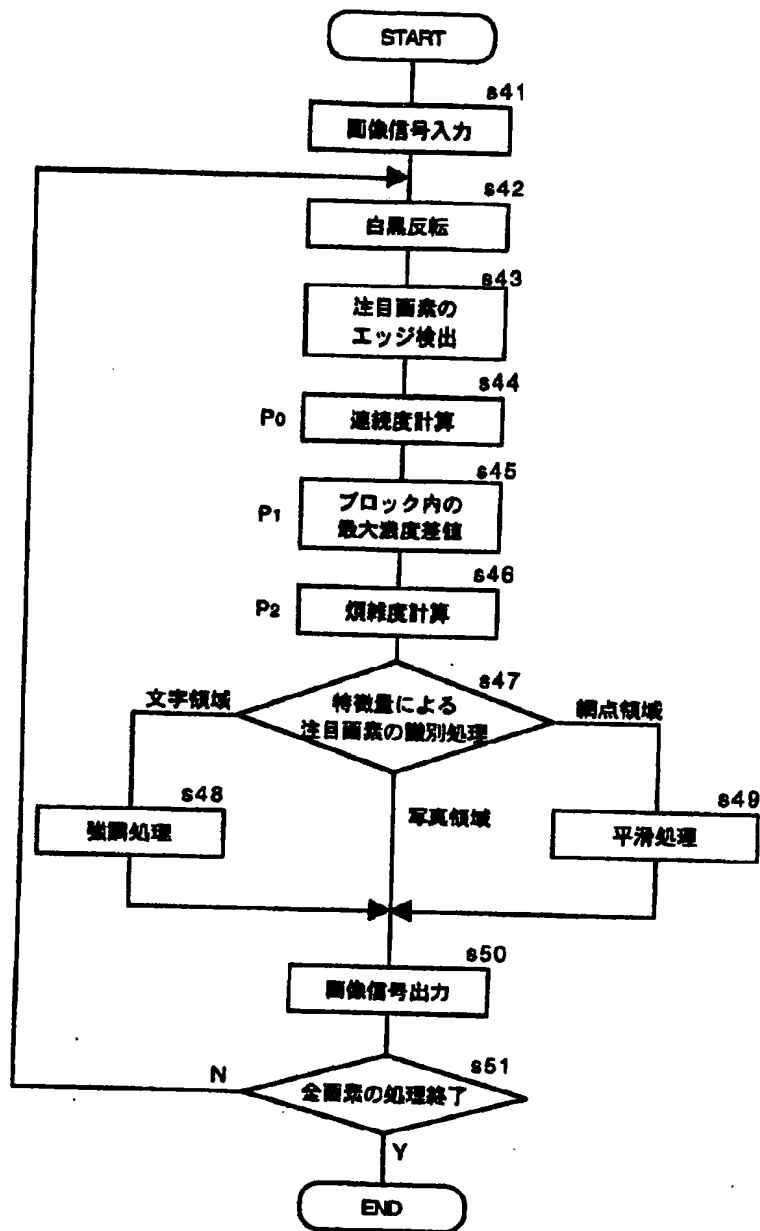 START
s41
画像信号入力
s42
白黒反転
s43
注目画素の
エッジ検出
s44
P0
連続度計算
s45
P1
ブロック内の
最大濃度差値
s46
P2
煩雑度計算
s47
特徴量による
注目画素の識別処理
文字領域
網点領域
s48
強調処理
写真領域
s49
平滑処理
s50
画像信号出力
s51
全画素の処理終了
N
Y
END